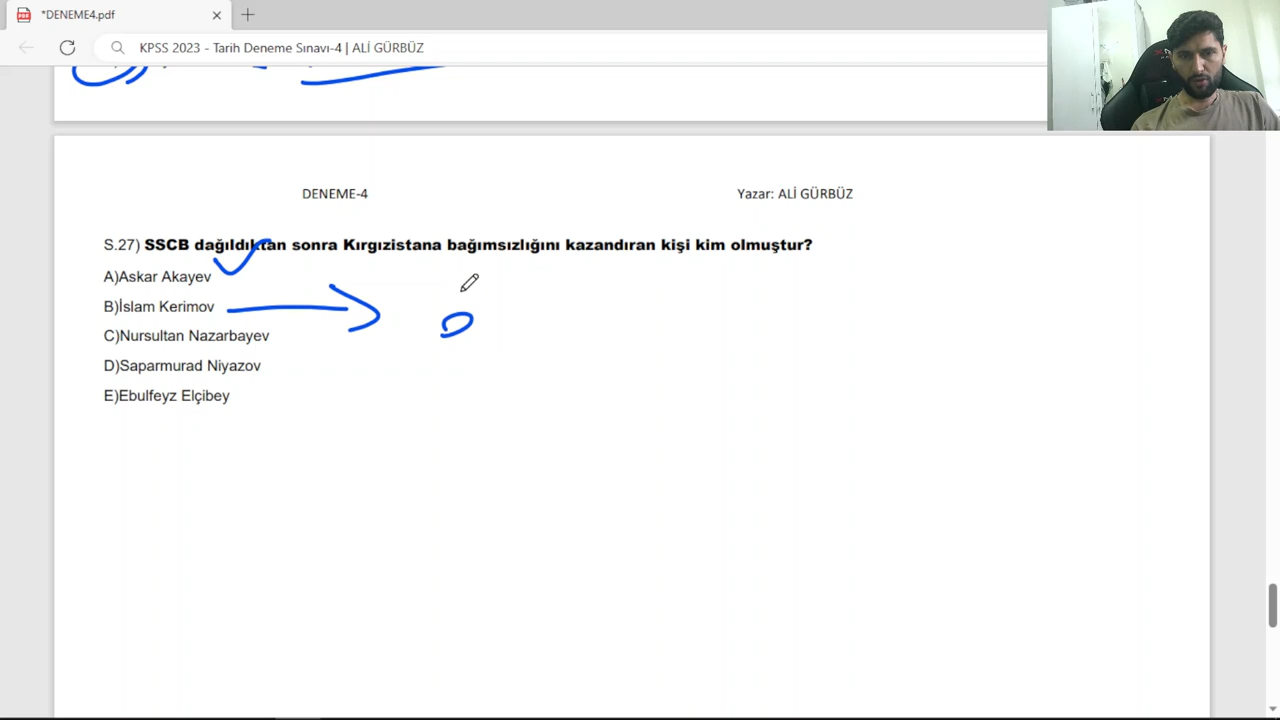 *DENEME4.pdf
KPSS 2023 - Tarih Deneme Sınavı-4 | ALİ GÜRBÜZ
DENEME-4
Yazar: ALİ GÜRBÜZ
S.27) SSCB dağıldıktan sonra Kırgızistana bağımsızlığını kazandıran kişi kim olmuştur?
A)Askar Akayev
B)İslam Kerimov
C)Nursultan Nazarbayev
D)Saparmurad Niyazov
E)Ebulfeyz Elçibey